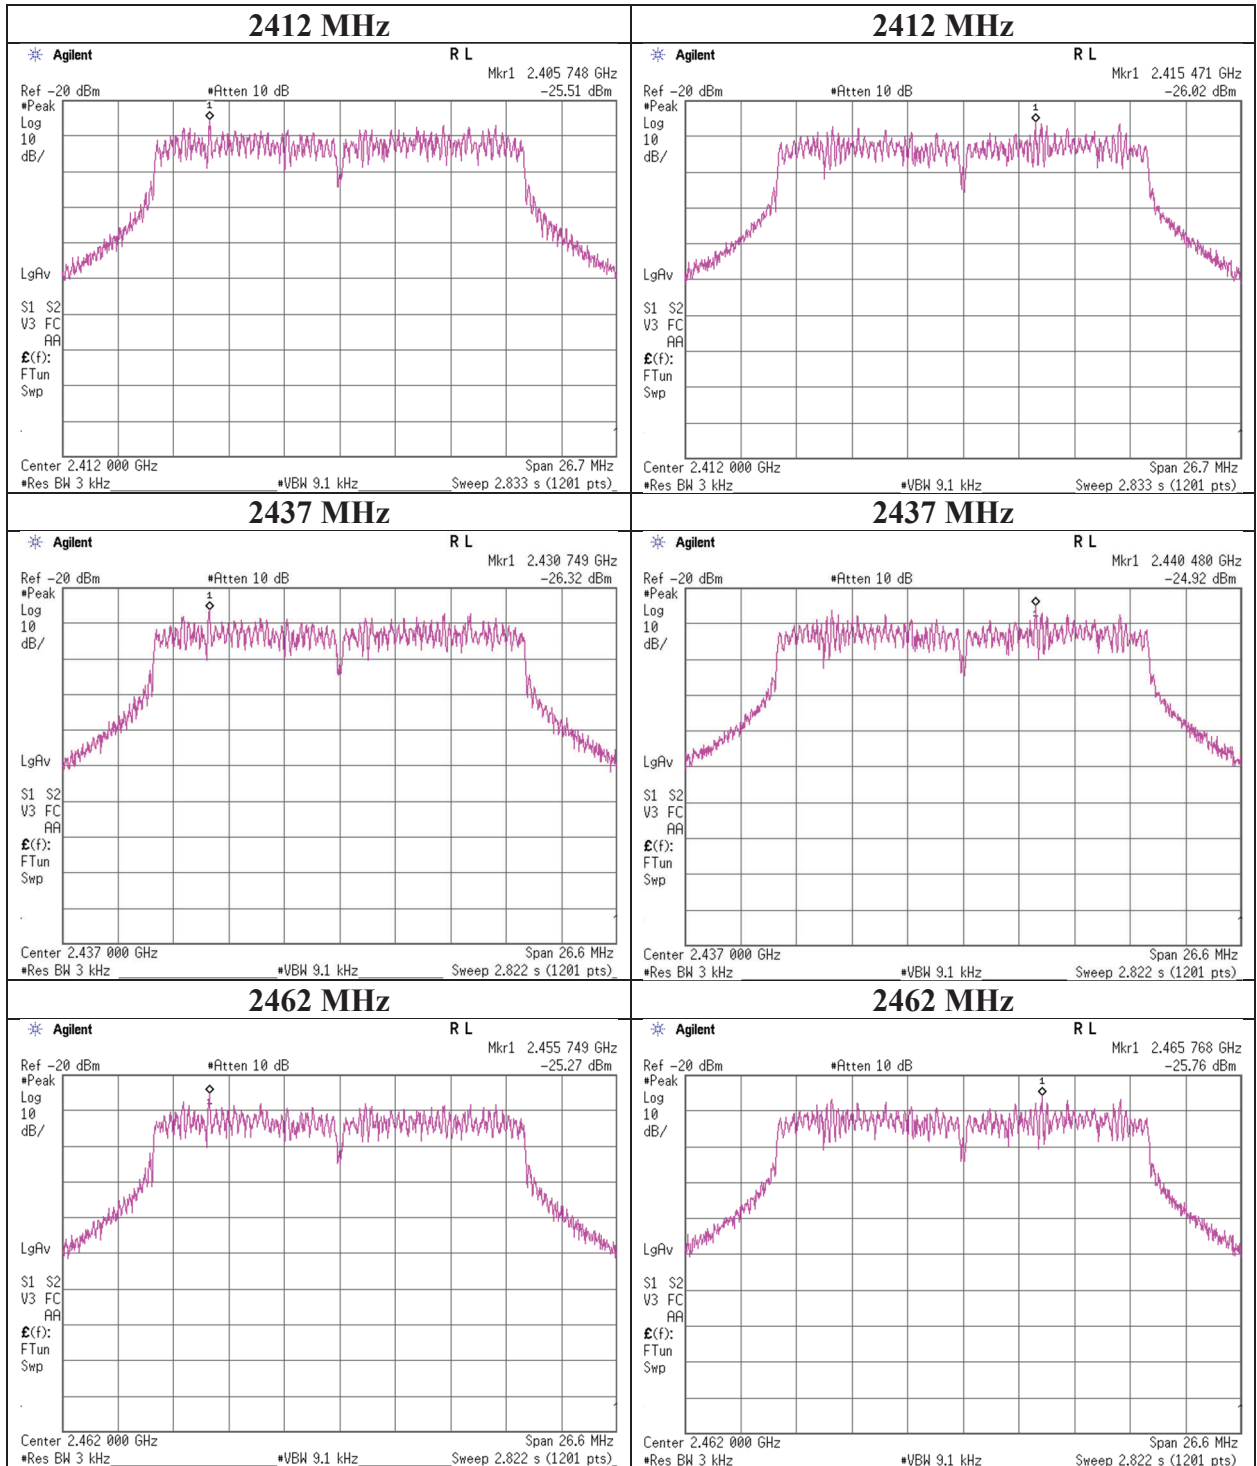 2412 MHz
Agilent R L
Mkr1 2.405 748 GHz
Ref -20 dBm #Atten 10 dB -25.51 dBm
#Peak
Log
10
dB/
1
LgAv
S1 S2
V3 FC
AA
£(f):
FTun
Swp
Center 2.412 000 GHz Span 26.7 MHz
#Res BW 3 kHz #VBW 9.1 kHz Sweep 2.833 s (1201 pts)
2412 MHz
Agilent R L
Mkr1 2.415 471 GHz
Ref -20 dBm #Atten 10 dB -26.02 dBm
#Peak
Log
10
dB/
1
LgAv
S1 S2
V3 FC
AA
£(f):
FTun
Swp
Center 2.412 000 GHz Span 26.7 MHz
#Res BW 3 kHz #VBW 9.1 kHz Sweep 2.833 s (1201 pts)
2437 MHz
Agilent R L
Mkr1 2.430 749 GHz
Ref -20 dBm #Atten 10 dB -26.32 dBm
#Peak
Log
10
dB/
1
LgAv
S1 S2
V3 FC
AA
£(f):
FTun
Swp
Center 2.437 000 GHz Span 26.6 MHz
#Res BW 3 kHz #VBW 9.1 kHz Sweep 2.822 s (1201 pts)
2437 MHz
Agilent R L
Mkr1 2.440 480 GHz
Ref -20 dBm #Atten 10 dB -24.92 dBm
#Peak
Log
10
dB/
1
LgAv
S1 S2
V3 FC
AA
£(f):
FTun
Swp
Center 2.437 000 GHz Span 26.6 MHz
#Res BW 3 kHz #VBW 9.1 kHz Sweep 2.822 s (1201 pts)
2462 MHz
Agilent R L
Mkr1 2.455 749 GHz
Ref -20 dBm #Atten 10 dB -25.27 dBm
#Peak
Log
10
dB/
1
LgAv
S1 S2
V3 FC
AA
£(f):
FTun
Swp
Center 2.462 000 GHz Span 26.6 MHz
#Res BW 3 kHz #VBW 9.1 kHz Sweep 2.822 s (1201 pts)
2462 MHz
Agilent R L
Mkr1 2.465 768 GHz
Ref -20 dBm #Atten 10 dB -25.76 dBm
#Peak
Log
10
dB/
1
LgAv
S1 S2
V3 FC
AA
£(f):
FTun
Swp
Center 2.462 000 GHz Span 26.6 MHz
#Res BW 3 kHz #VBW 9.1 kHz Sweep 2.822 s (1201 pts)